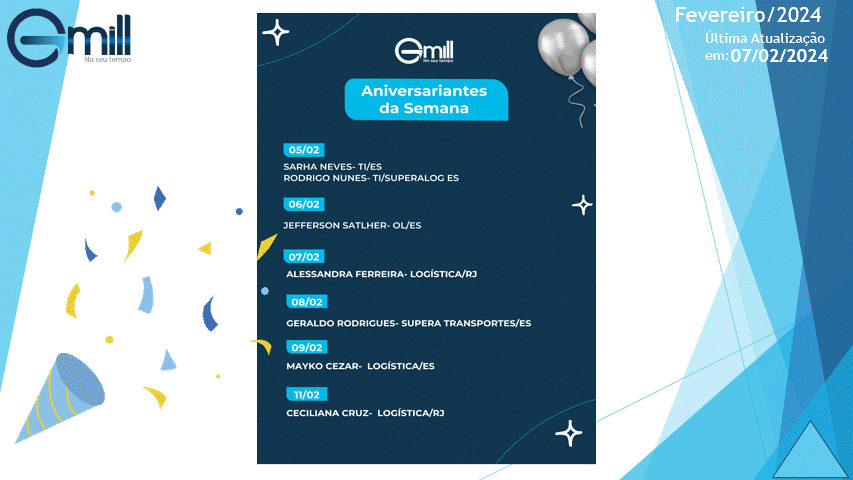 Gmill
No seu tempo
Fevereiro/2024
Última Atualização
em:07/02/2024
Gmill
No seu tempo
Aniversariantes
da Semana
05/02
SARHA NEVES- TI/ES
RODRIGO NUNES- TI/SUPERALOG ES
06/02
JEFFERSON SATLHER- OL/ES
07/02
ALESSANDRA FERREIRA- LOGÍSTICA/RJ
08/02
GERALDO RODRIGUES- SUPERA TRANSPORTES/ES
09/02
MAYKO CEZAR-  LOGÍSTICA/ES
11/02
CECILIANA CRUZ-  LOGÍSTICA/RJ